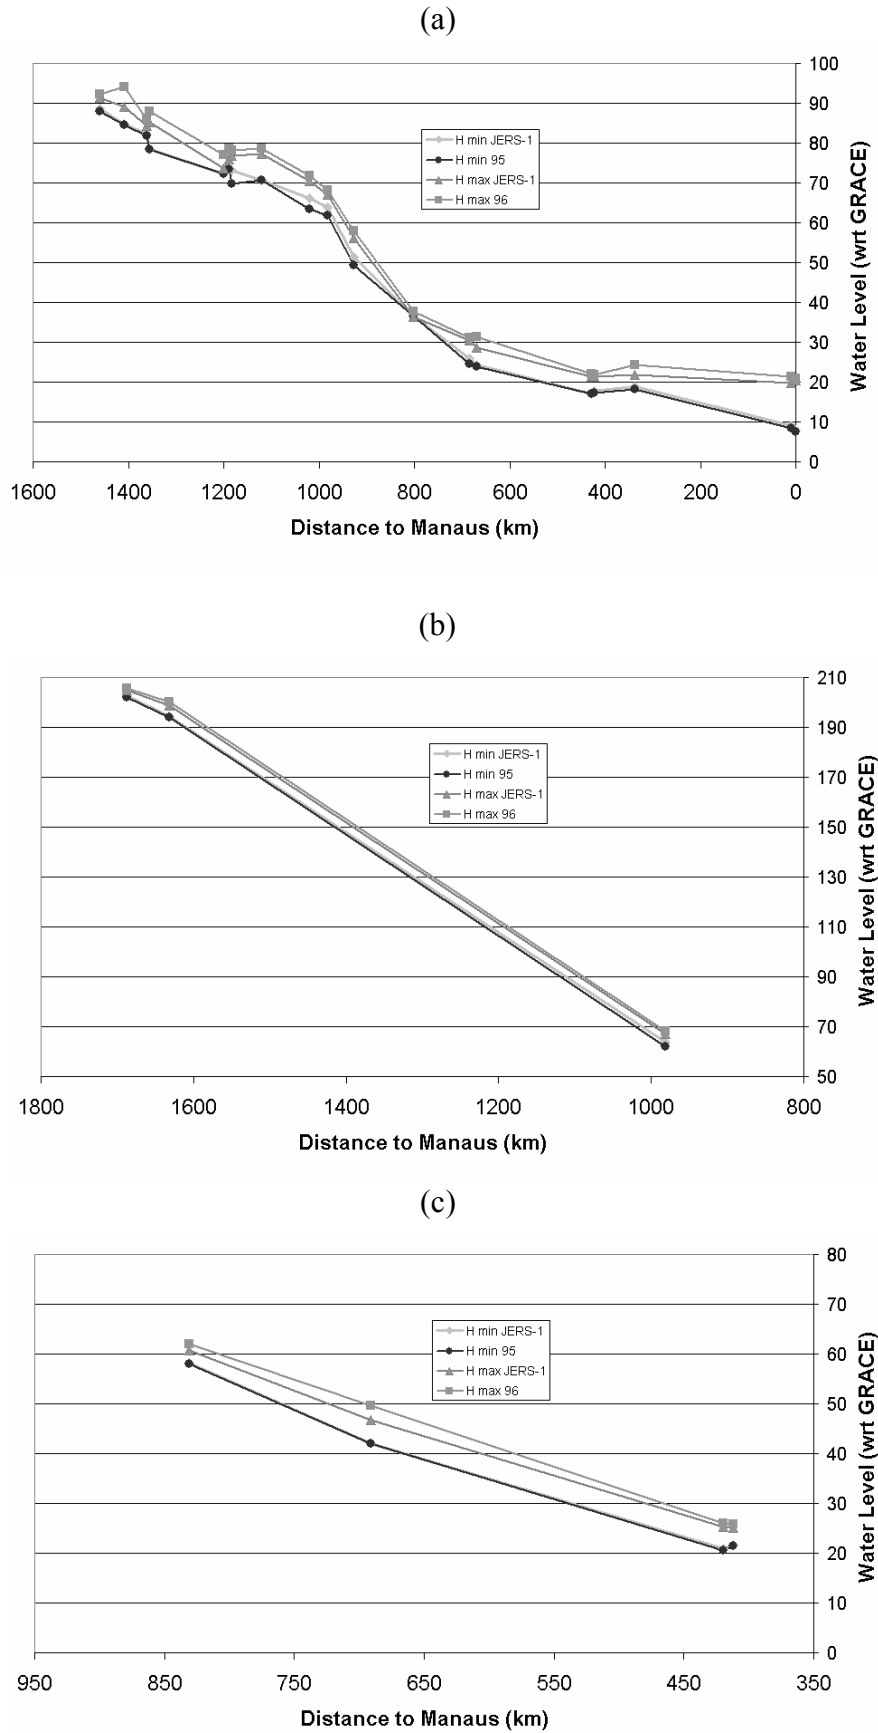 (a)
100
90
80
70
60
50
40
30
20
10
0
Water Level (wrt GRACE)
H min JERS-1
H min 95
H max JERS-1
H max 96
1600 1400 1200 1000 800 600 400 200 0
Distance to Manaus (km)
(b)
210
190
170
150
130
110
90
70
50
Water Level (wrt GRACE)
H min JERS-1
H min 95
H max JERS-1
H max 96
1800 1600 1400 1200 1000 800
Distance to Manaus (km)
(c)
80
70
60
50
40
30
20
10
0
Water Level (wrt GRACE)
H min JERS-1
H min 95
H max JERS-1
H max 96
950 850 750 650 550 450 350
Distance to Manaus (km)